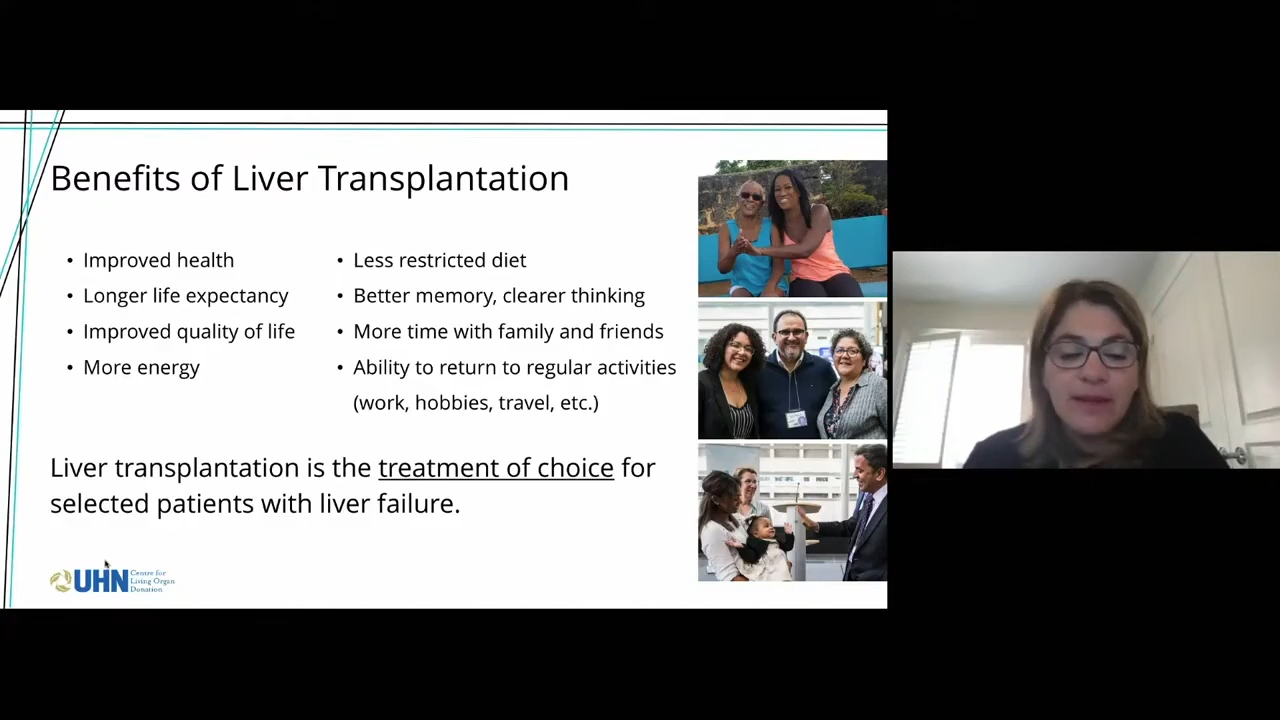 Benefits of Liver Transplantation
• Improved health
• Longer life expectancy
• Improved quality of life
• More energy
• Less restricted diet
• Better memory, clearer thinking
• More time with family and friends
• Ability to return to regular activities
(work, hobbies, travel, etc.)
Liver transplantation is the treatment of choice for
selected patients with liver failure.
UHN
Centre for
Living Organ
Donation